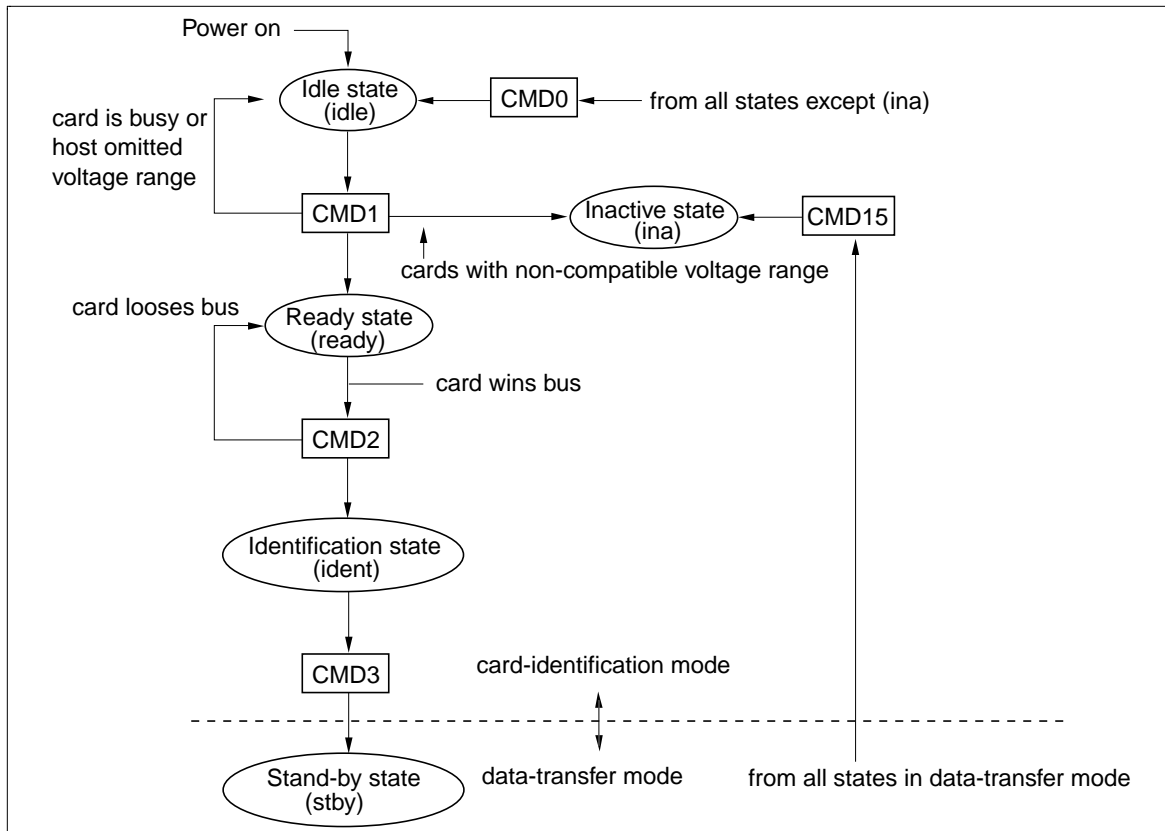 Power on
Idle state
(idle)
CMD0
from all states except (ina)
card is busy or
host omitted
voltage range
CMD1
Inactive state
(ina)
CMD15
cards with non-compatible voltage range
card looses bus
Ready state
(ready)
card wins bus
CMD2
Identification state
(ident)
CMD3
card-identification mode
Stand-by state
(stby)
data-transfer mode
from all states in data-transfer mode